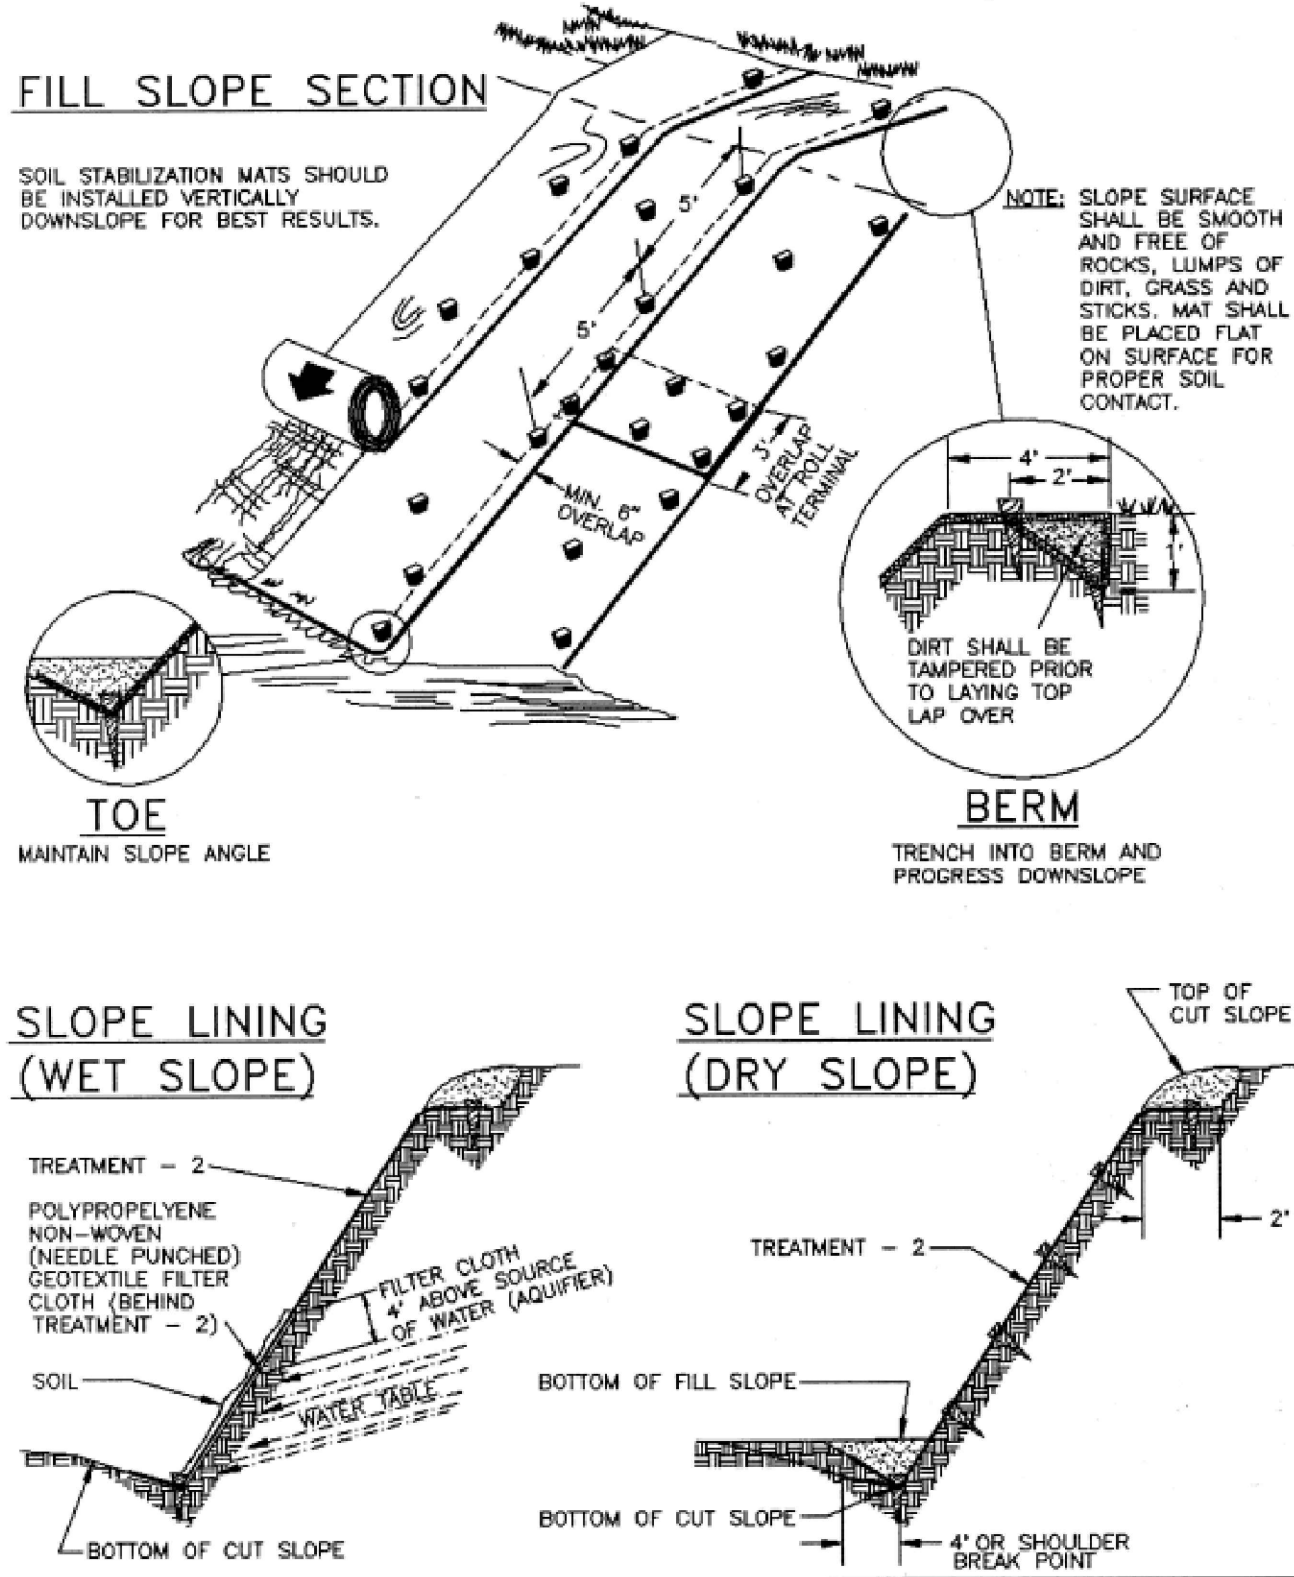 FILL SLOPE SECTION
SOIL STABILIZATION MATS SHOULD
BE INSTALLED VERTICALLY
DOWNSLOPE FOR BEST RESULTS.
5'
5'
MIN. 6"
OVERLAP
3'
OVERLAP
AT ROLL
TERMINAL
NOTE: SLOPE SURFACE
SHALL BE SMOOTH
AND FREE OF
ROCKS, LUMPS OF
DIRT, GRASS AND
STICKS. MAT SHALL
BE PLACED FLAT
ON SURFACE FOR
PROPER SOIL
CONTACT.
4'
2'
1'
DIRT SHALL BE
TAMPERED PRIOR
TO LAYING TOP
LAP OVER
TOE
MAINTAIN SLOPE ANGLE
BERM
TRENCH INTO BERM AND
PROGRESS DOWNSLOPE
SLOPE LINING
(WET SLOPE)
TREATMENT - 2
POLYPROPELYENE
NON-WOVEN
(NEEDLE PUNCHED)
GEOTEXTILE FILTER
CLOTH (BEHIND
TREATMENT - 2)
SOIL
FILTER CLOTH
4' ABOVE SOURCE
OF WATER (AQUIFIER)
WATER TABLE
BOTTOM OF CUT SLOPE
SLOPE LINING
(DRY SLOPE)
TOP OF
CUT SLOPE
2'
TREATMENT - 2
BOTTOM OF FILL SLOPE
BOTTOM OF CUT SLOPE
4' OR SHOULDER
BREAK POINT